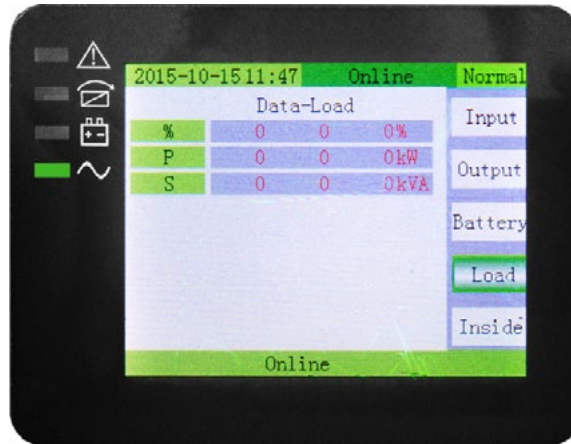 2015-10-15 11:47 Online Normal
Data-Load
% 0 0 0%
P 0 0 0kW
S 0 0 0kVA
Input
Output
Battery
Load
Inside
Online